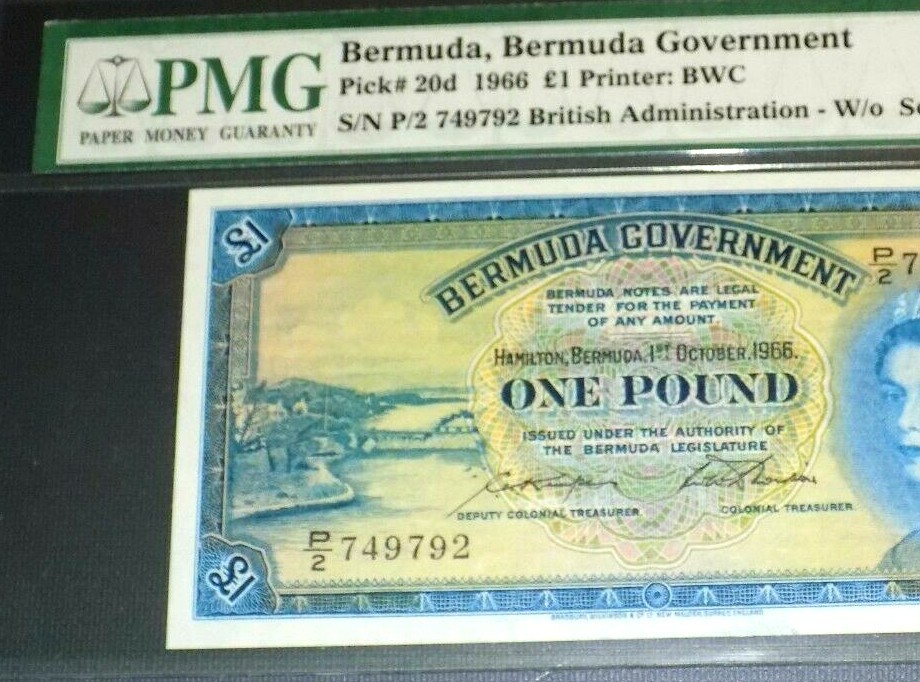 PMG
PAPER MONEY GUARANTY
Bermuda, Bermuda Government
Pick# 20d 1966 £1 Printer: BWC
S/N P/2 749792 British Administration - W/o
£1
BERMUDA GOVERNMENT
P/2 7
BERMUDA NOTES ARE LEGAL
TENDER FOR THE PAYMENT
OF ANY AMOUNT.
HAMILTON, BERMUDA, 1ST OCTOBER, 1966.
ONE POUND
ISSUED UNDER THE AUTHORITY OF
THE BERMUDA LEGISLATURE
DEPUTY COLONIAL TREASURER.
COLONIAL TREASURER.
P/2 749792
£1